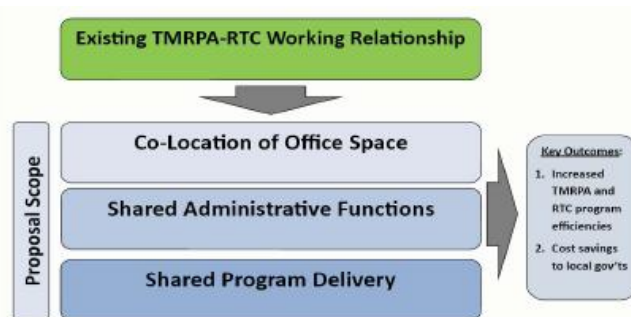 Existing TMRPA-RTC Working Relationship
Proposal Scope
Co-Location of Office Space
Shared Administrative Functions
Shared Program Delivery
Key Outcomes:
1. Increased
TMRPA and
RTC program
efficiencies
2. Cost savings
to local gov'ts